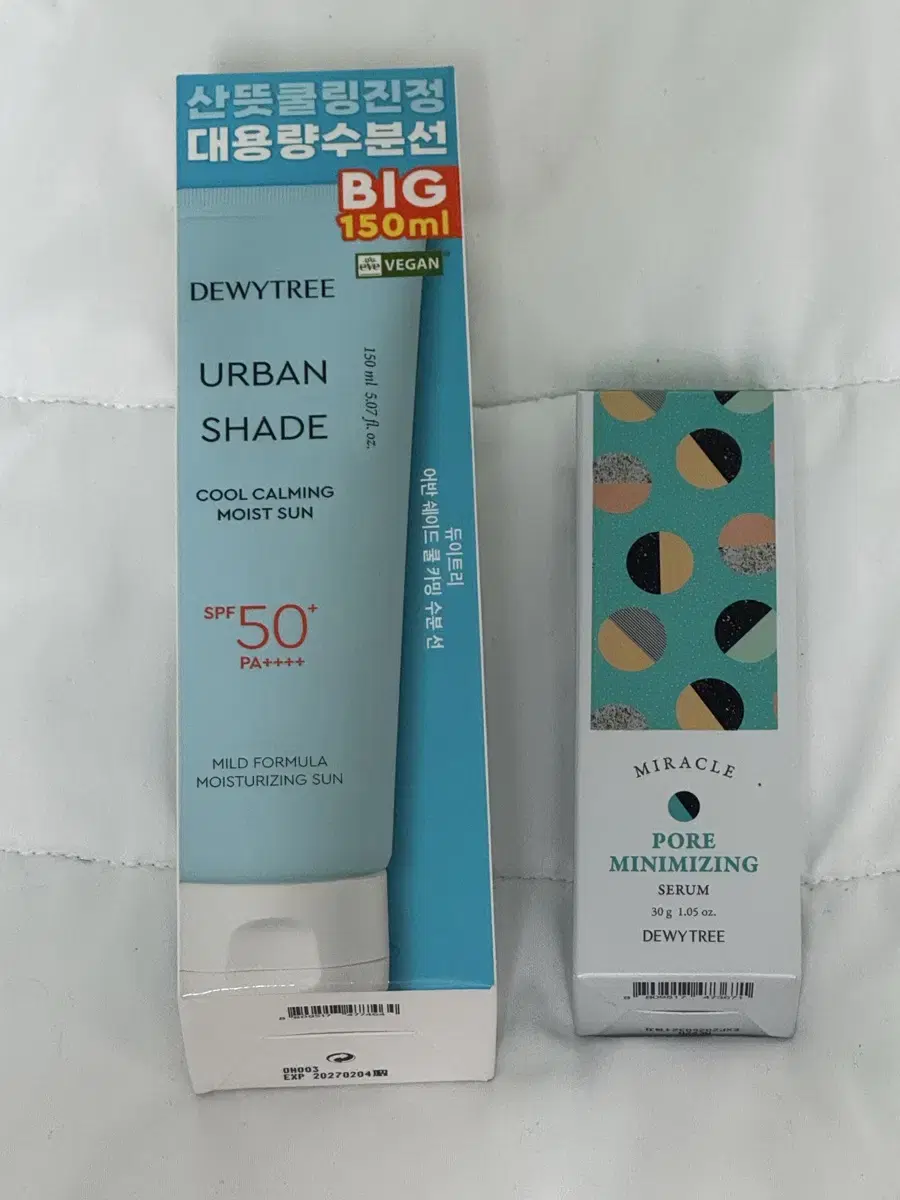 산뜻쿨링진정
대용량수분선
BIG
150ml
eve VEGAN
DEWYTREE
150 ml 5.07 fl. oz.
URBAN
SHADE
COOL CALMING
MOIST SUN
듀이트리
어반 쉐이드 쿨 카밍 수분 선
SPF 50+
PA++++
MILD FORMULA
MOISTURIZING SUN
0H003
EXP 20270204
MIRACLE
PORE
MINIMIZING
SERUM
30 g 1.05 oz.
DEWYTREE